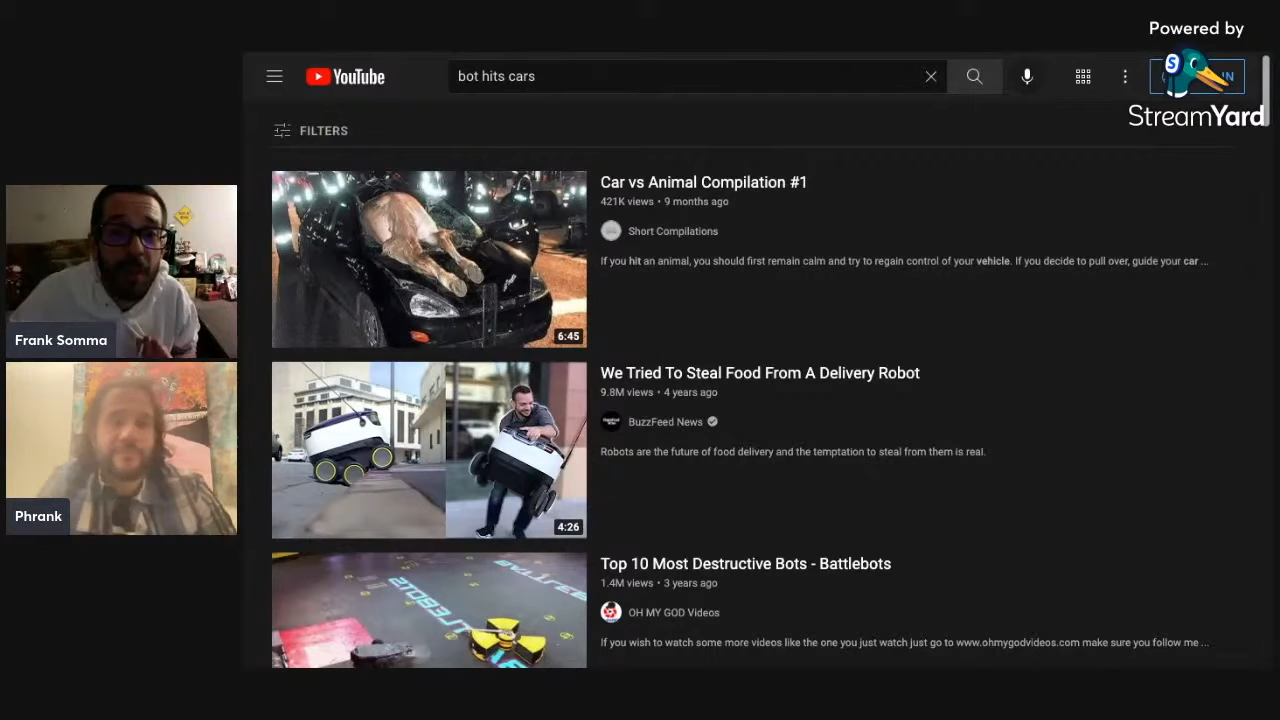 Powered by
StreamYard
YouTube
bot hits cars
IN
FILTERS
Car vs Animal Compilation #1
421K views • 9 months ago
Short Compilations
If you hit an animal, you should first remain calm and try to regain control of your vehicle. If you decide to pull over, guide your car ...
6:45
We Tried To Steal Food From A Delivery Robot
9.8M views • 4 years ago
BuzzFeed News
Robots are the future of food delivery and the temptation to steal from them is real.
4:26
Top 10 Most Destructive Bots - Battlebots
1.4M views • 3 years ago
OH MY GOD Videos
If you wish to watch some more videos like the one you just watch just go to www.ohmygodvideos.com make sure you follow me ...
BATTLEBOTS
Frank Somma
Phrank